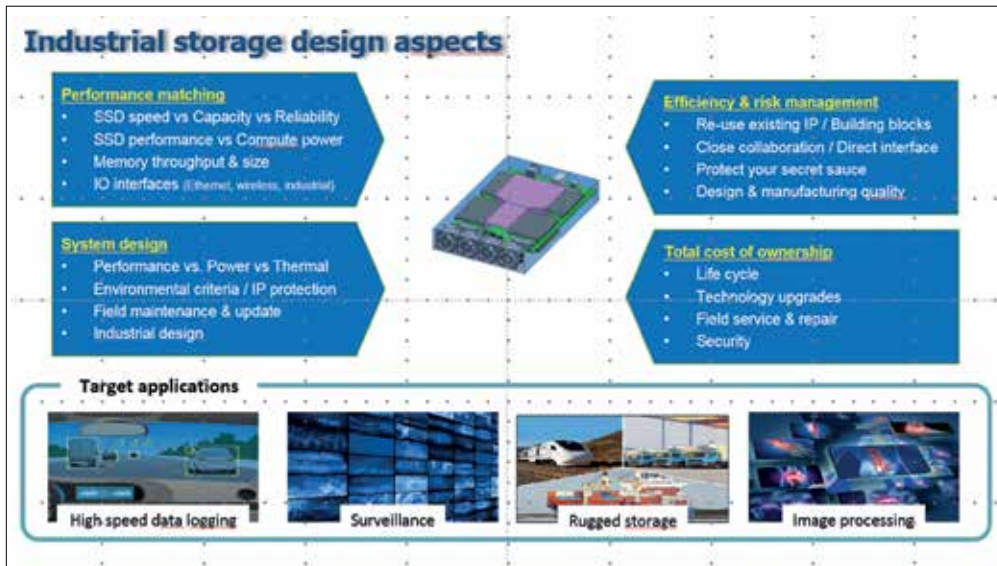 Industrial storage design aspects
Performance matching
• SSD speed vs Capacity vs Reliability
• SSD performance vs Compute power
• Memory throughput & size
• IO interfaces (Ethernet, wireless, industrial)
System design
• Performance vs. Power vs Thermal
• Environmental criteria / IP protection
• Field maintenance & update
• Industrial design
Efficiency & risk management
• Re-use existing IP / Building blocks
• Close collaboration / Direct interface
• Protect your secret sauce
• Design & manufacturing quality
Total cost of ownership
• Life cycle
• Technology upgrades
• Field service & repair
• Security
Target applications
High speed data logging
Surveillance
Rugged storage
Image processing